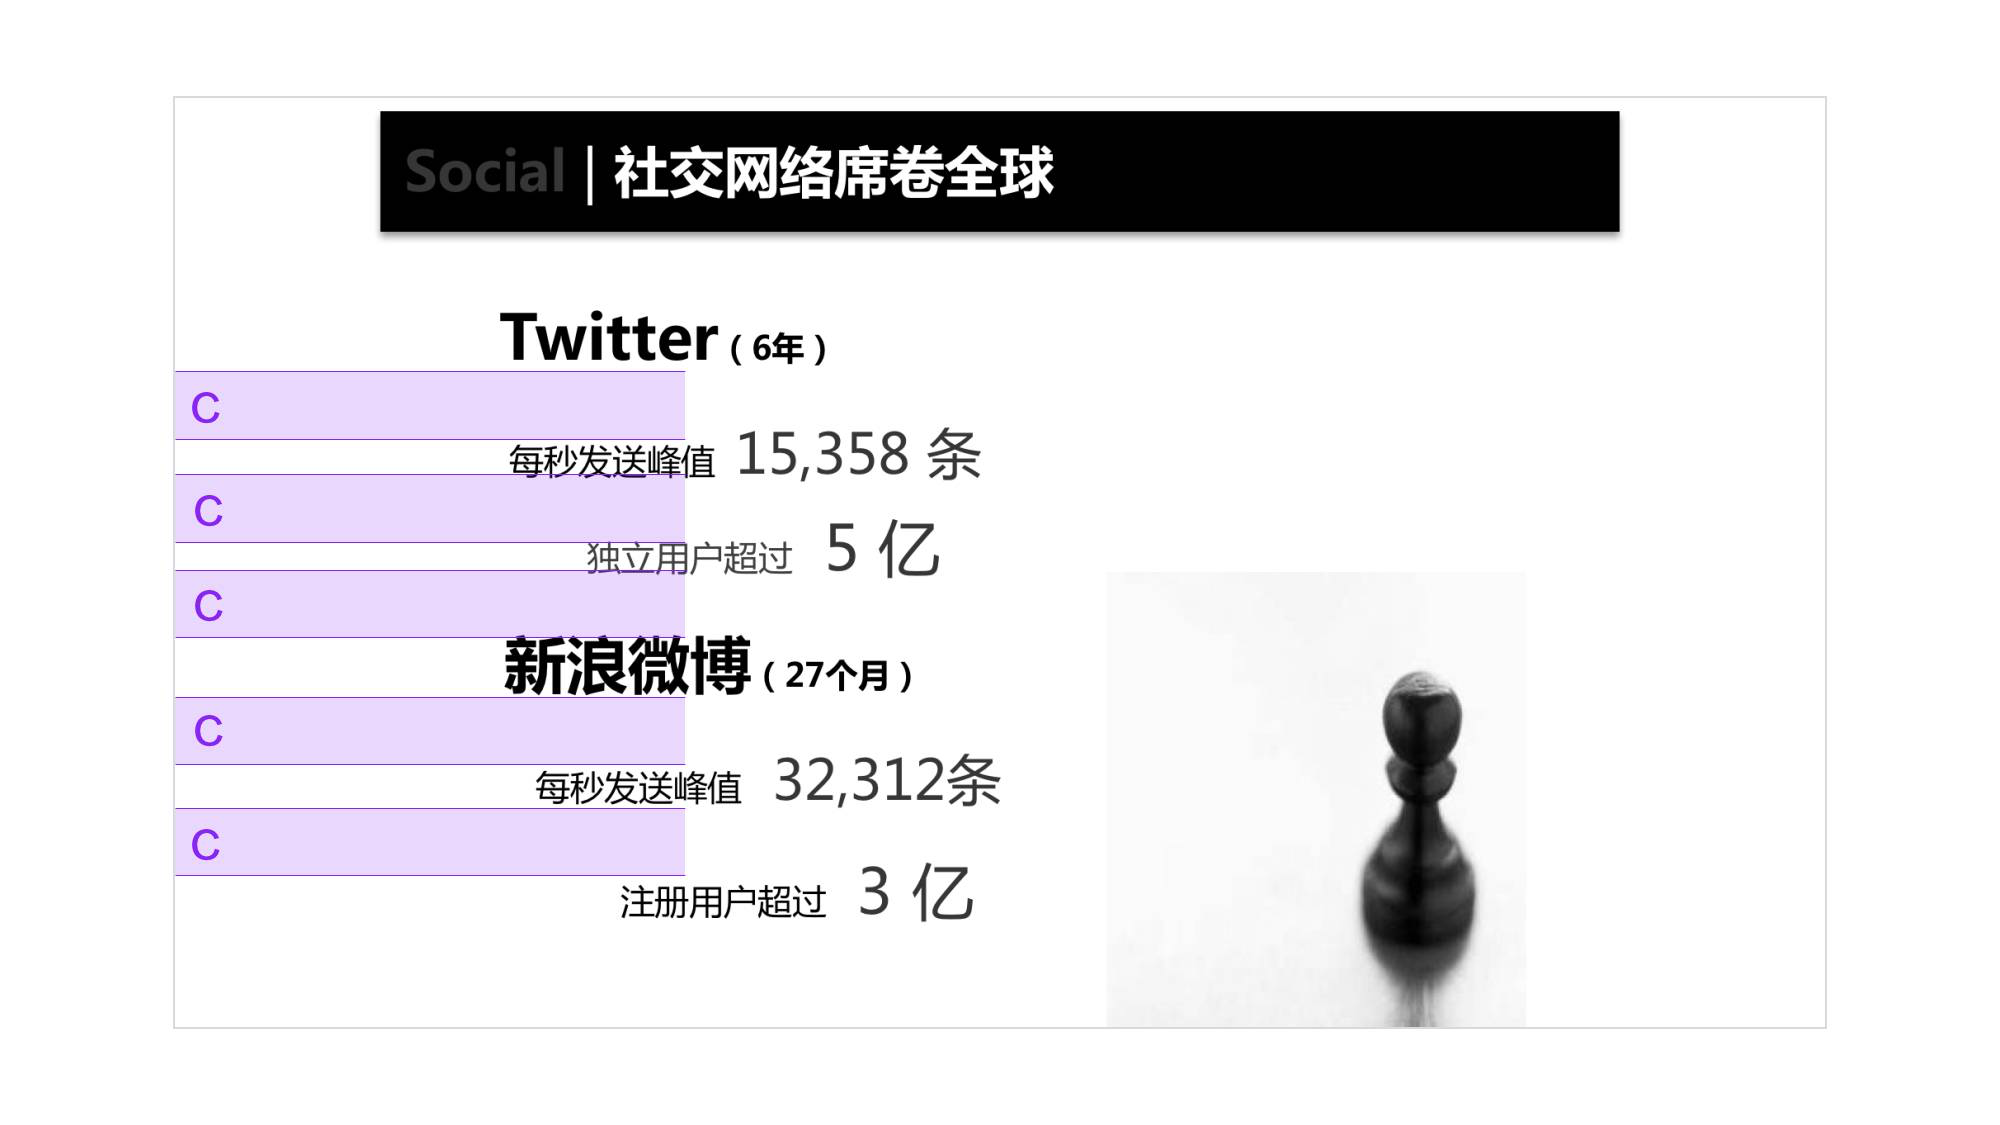 Social | 社交网络席卷全球
Twitter（6年）
C
每秒发送峰值 15,358 条
C
独立用户超过 5 亿
C
新浪微博（27个月）
C
每秒发送峰值 32,312条
C
注册用户超过 3 亿